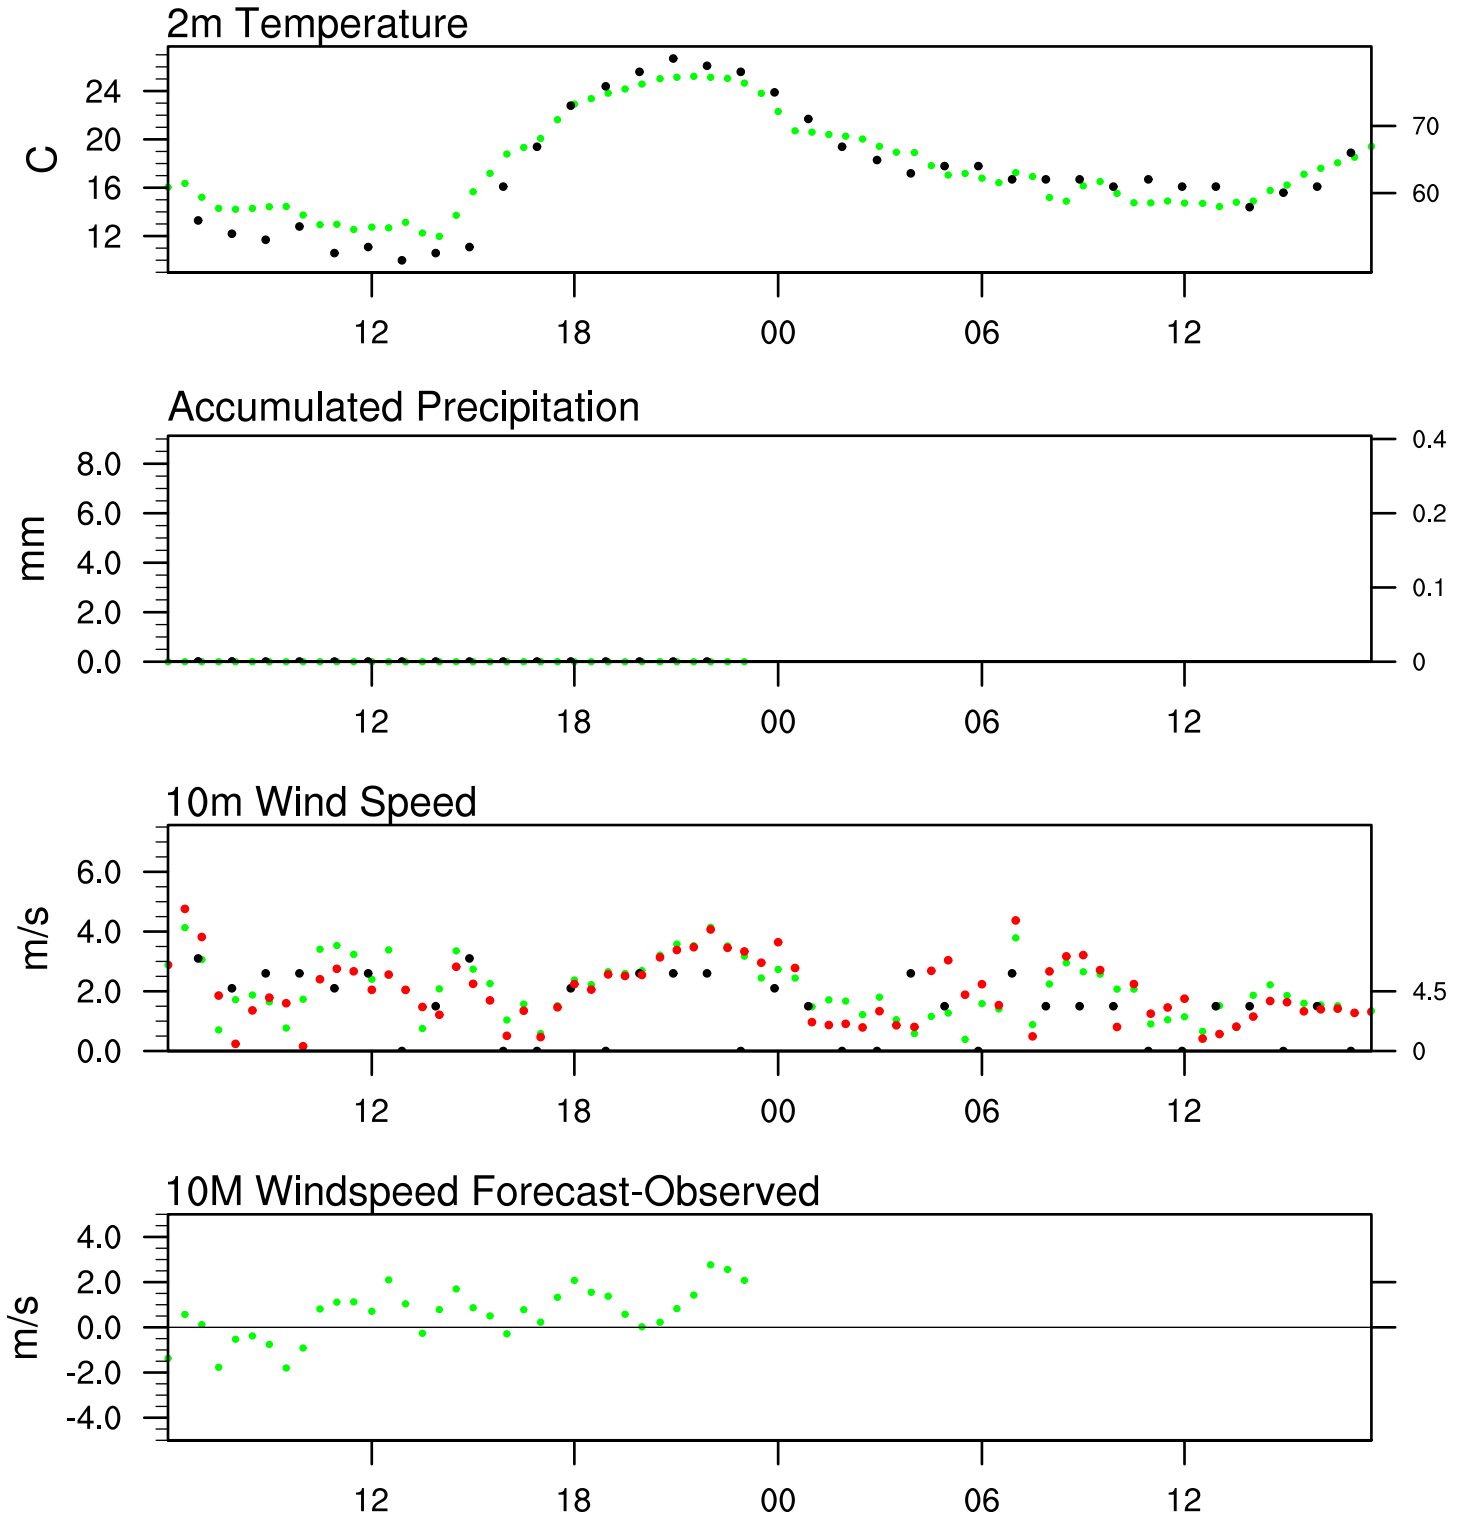 2m Temperature
24
20
16
12
C
70
60
12 18 00 06 12
Accumulated Precipitation
8.0
6.0
4.0
2.0
0.0
mm
0.4
0.2
0.1
0
12 18 00 06 12
10m Wind Speed
6.0
4.0
2.0
0.0
m/s
4.5
0
12 18 00 06 12
10M Windspeed Forecast-Observed
4.0
2.0
0.0
-2.0
-4.0
m/s
12 18 00 06 12